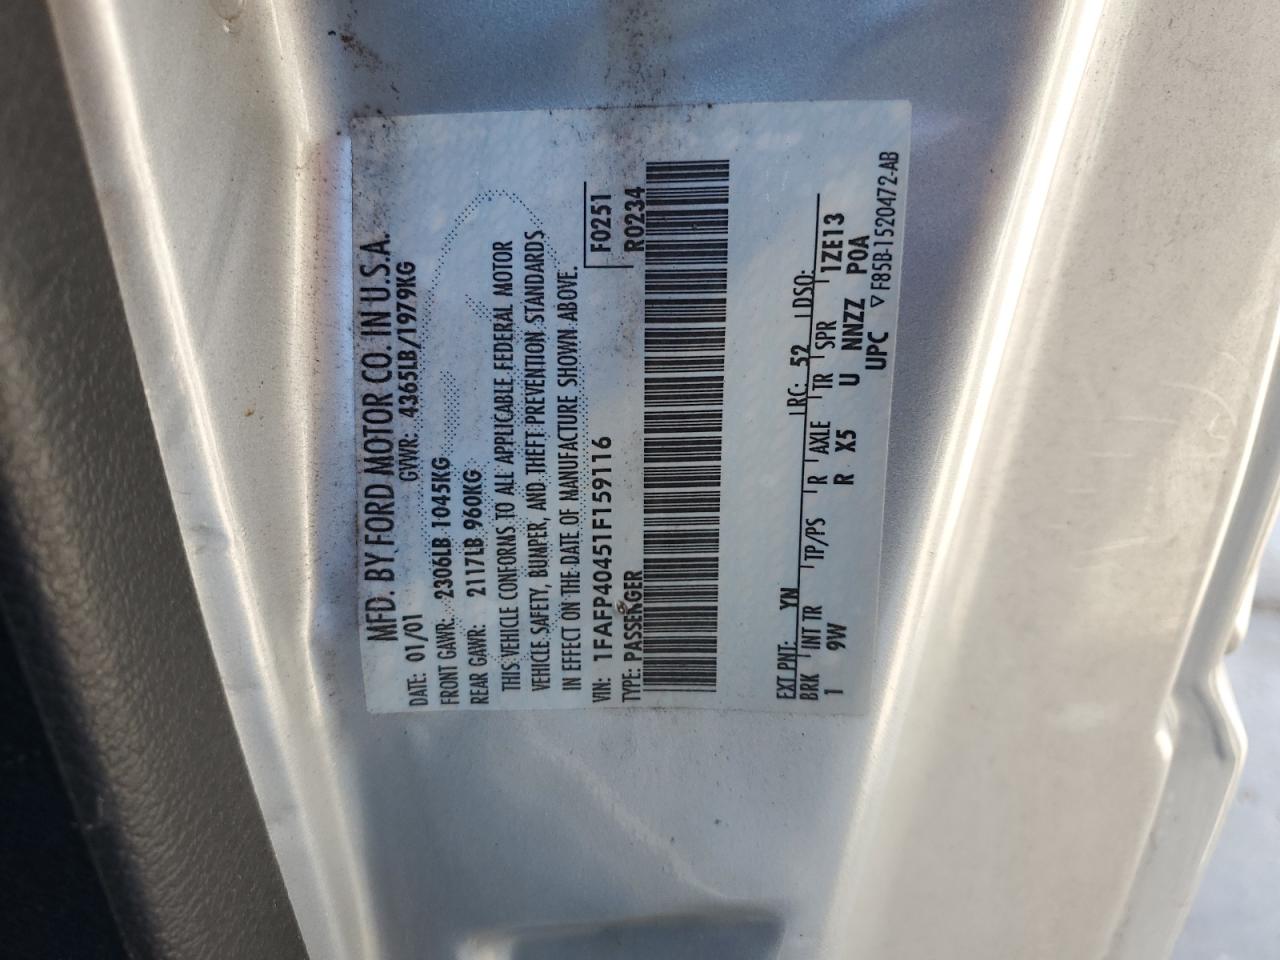 MFD. BY FORD MOTOR CO. IN U.S.A.
DATE: 01/01 GVWR: 4365LB/1979KG
FRONT GAWR: 2306LB 1045KG
REAR GAWR: 2117LB 960KG
THIS VEHICLE CONFORMS TO ALL APPLICABLE FEDERAL MOTOR
VEHICLE SAFETY, BUMPER, AND THEFT PREVENTION STANDARDS
IN EFFECT ON THE DATE OF MANUFACTURE SHOWN ABOVE.
VIN: 1FAFP40451F159116 F0251
TYPE: PASSENGER R0234
EXT PNT: YN RC: 52 DSO:
BRK INT TR TP/PS R AXLE TR SPR 1ZE13
1 9W R X5 U NNZZ P0A
UPC ▽ F85B-1520472-AB